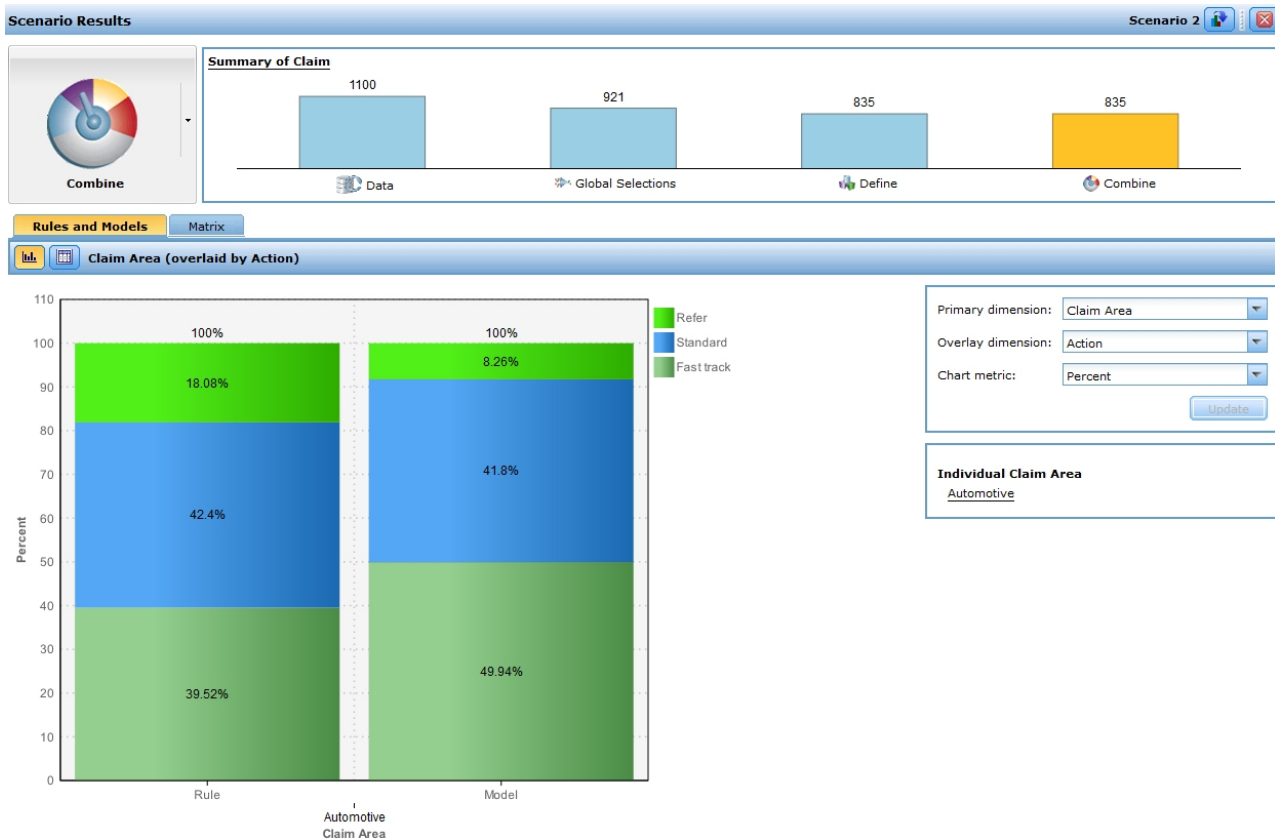 Scenario Results
Scenario 2
Combine
Summary of Claim
1100
921
835
835
Data
Global Selections
Define
Combine
Rules and Models
Matrix
Claim Area (overlaid by Action)
110
100
90
80
70
60
50
40
30
20
10
0
Percent
100%
100%
18.08%
8.26%
42.4%
41.8%
39.52%
49.94%
Rule
Model
Automotive
Claim Area
Refer
Standard
Fast track
Primary dimension: Claim Area
Overlay dimension: Action
Chart metric: Percent
Update
Individual Claim Area
Automotive